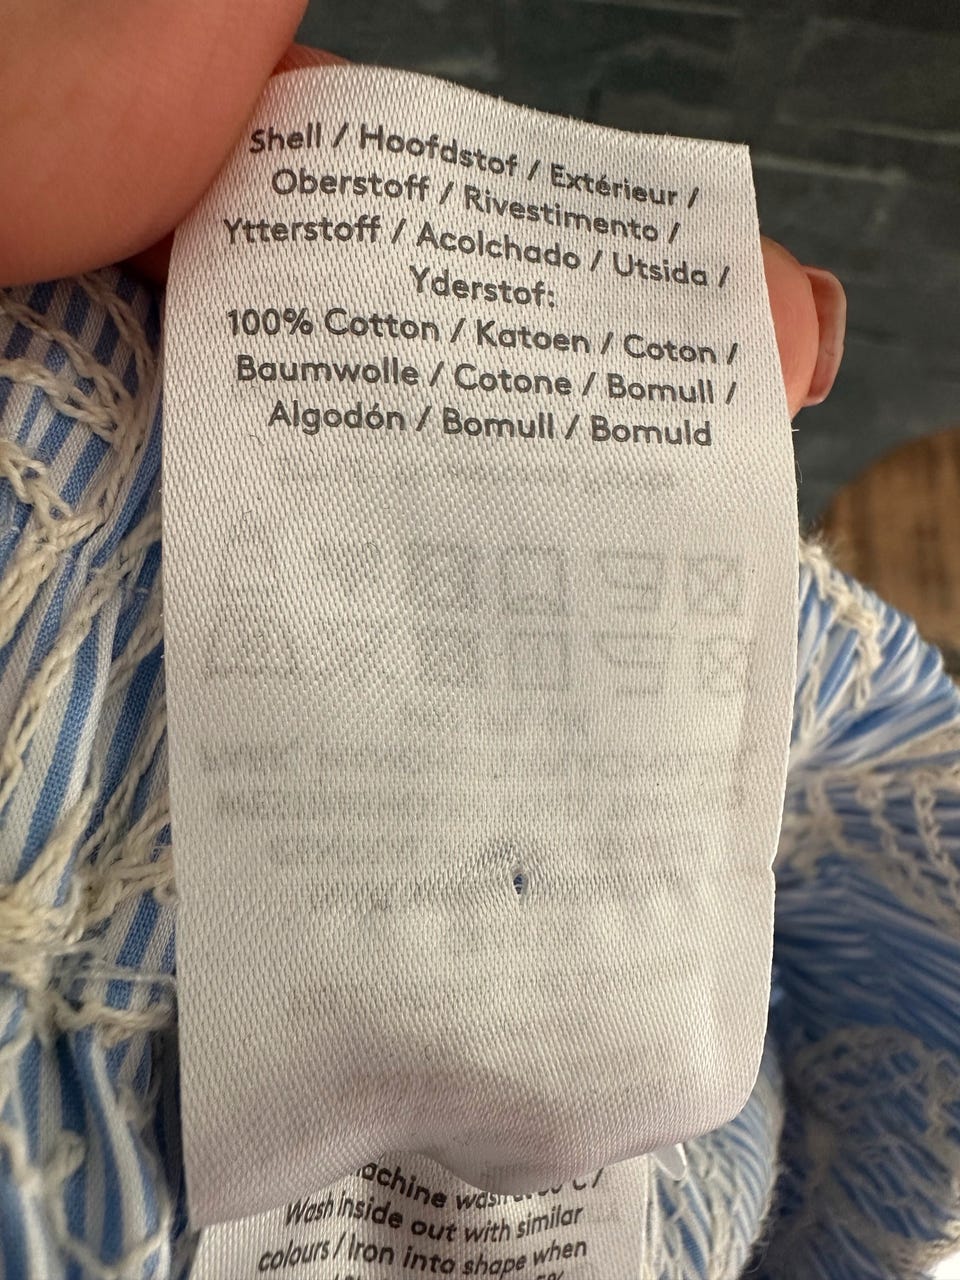 Shell / Hoofdstof / Extérieur /
Oberstoff / Rivestimento /
Ytterstoff / Acolchado / Utsida /
Yderstof:
100% Cotton / Katoen / Coton /
Baumwolle / Cotone / Bomull /
Algodón / Bomull / Bomuld
Wash inside out with similar
colours / Iron into shape when